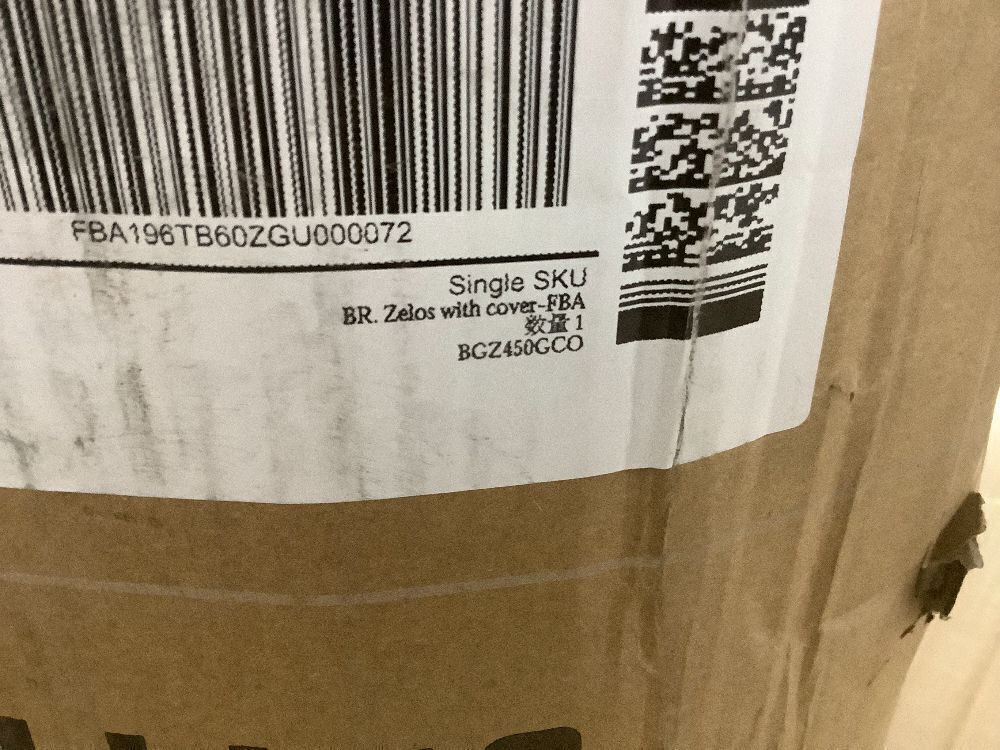 FBA196TB60ZGU000072
Single SKU
BR. Zelos with cover-FBA
数量 1
BGZ450GCO